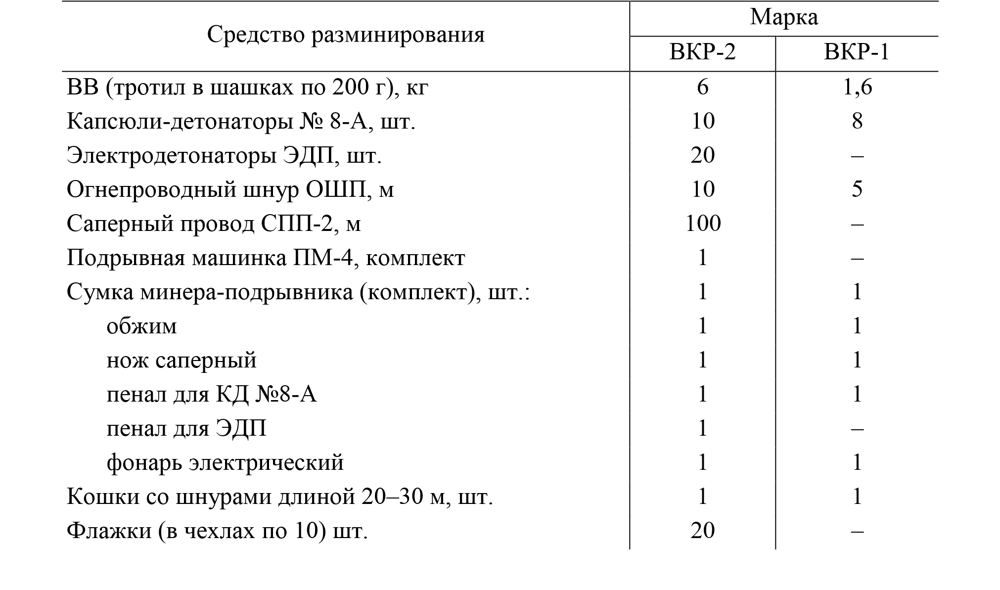 Средство разминирования Марка
ВКР-2 ВКР-1
ВВ (тротил в шашках по 200 г), кг 6 1,6
Капсюли-детонаторы № 8-А, шт. 10 8
Электродетонаторы ЭДП, шт. 20 –
Огнепроводный шнур ОШП, м 10 5
Саперный провод СПП-2, м 100 –
Подрывная машинка ПМ-4, комплект 1 –
Сумка минера-подрывника (комплект), шт.: 1 1
обжим 1 1
нож саперный 1 1
пенал для КД №8-А 1 1
пенал для ЭДП 1 –
фонарь электрический 1 1
Кошки со шнурами длиной 20–30 м, шт. 1 1
Флажки (в чехлах по 10) шт. 20 –